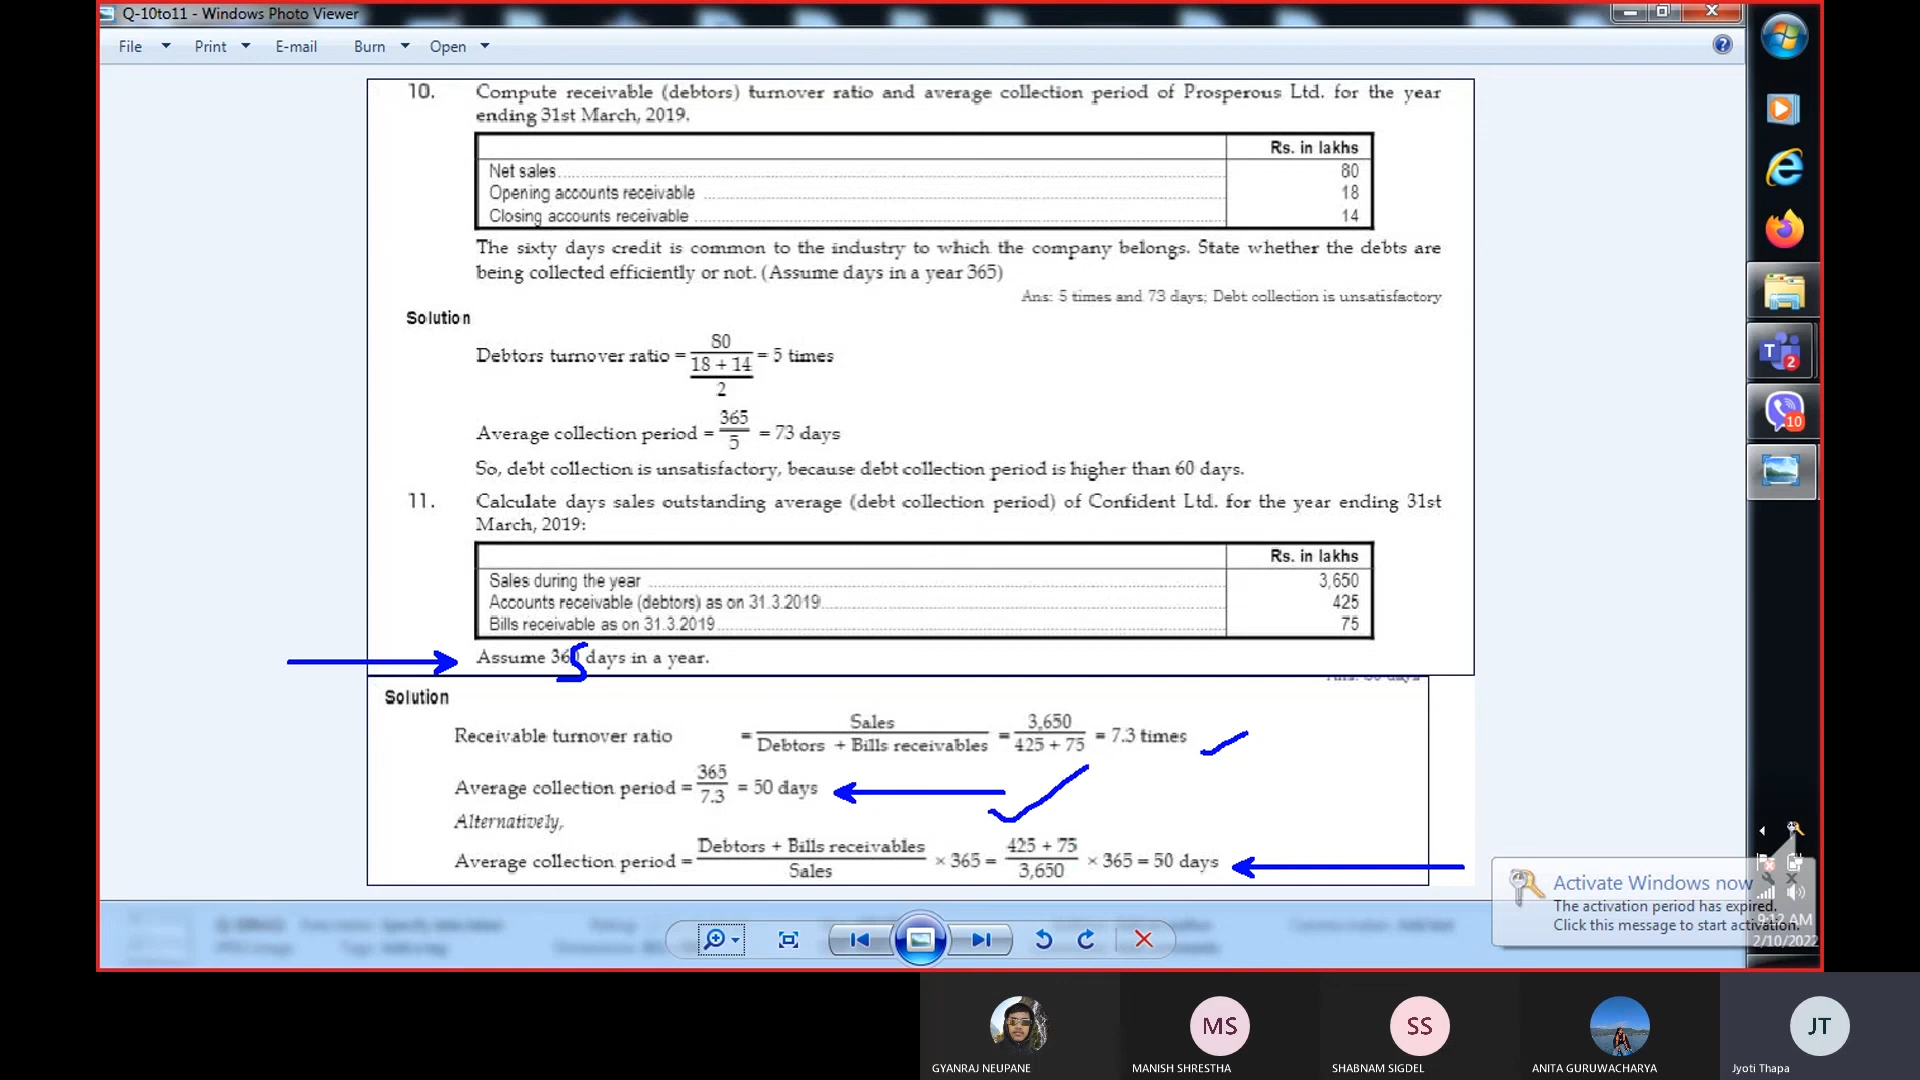 Q-10to11 - Windows Photo Viewer
File Print E-mail Burn Open
10. Compute receivable (debtors) turnover ratio and average collection period of Prosperous Ltd. for the year
ending 31st March, 2019.
Rs. in lakhs
Net sales 80
Opening accounts receivable 18
Closing accounts receivable 14
The sixty days credit is common to the industry to which the company belongs. State whether the debts are
being collected efficiently or not. (Assume days in a year 365)
Ans: 5 times and 73 days; Debt collection is unsatisfactory
Solution
Debtors turnover ratio = 80 / ((18 + 14) / 2) = 5 times
Average collection period = 365 / 5 = 73 days
So, debt collection is unsatisfactory, because debt collection period is higher than 60 days.
11. Calculate days sales outstanding average (debt collection period) of Confident Ltd. for the year ending 31st
March, 2019:
Rs. in lakhs
Sales during the year 3,650
Accounts receivable (debtors) as on 31.3.2019 425
Bills receivable as on 31.3.2019 75
Assume 365 days in a year.
Solution
Receivable turnover ratio = Sales / Debtors + Bills receivables = 3,650 / 425 + 75 = 7.3 times
Average collection period = 365 / 7.3 = 50 days
Alternatively,
Average collection period = Debtors + Bills receivables / Sales × 365 = 425 + 75 / 3,650 × 365 = 50 days
2
10
Activate Windows now
The activation period has expired.
Click this message to start activation.
9:12 AM
2/10/2022
MS SS JT
GYANRAJ NEUPANE MANISH SHRESTHA SHABNAM SIGDEL ANITA GURUWACHARYA Jyoti Thapa